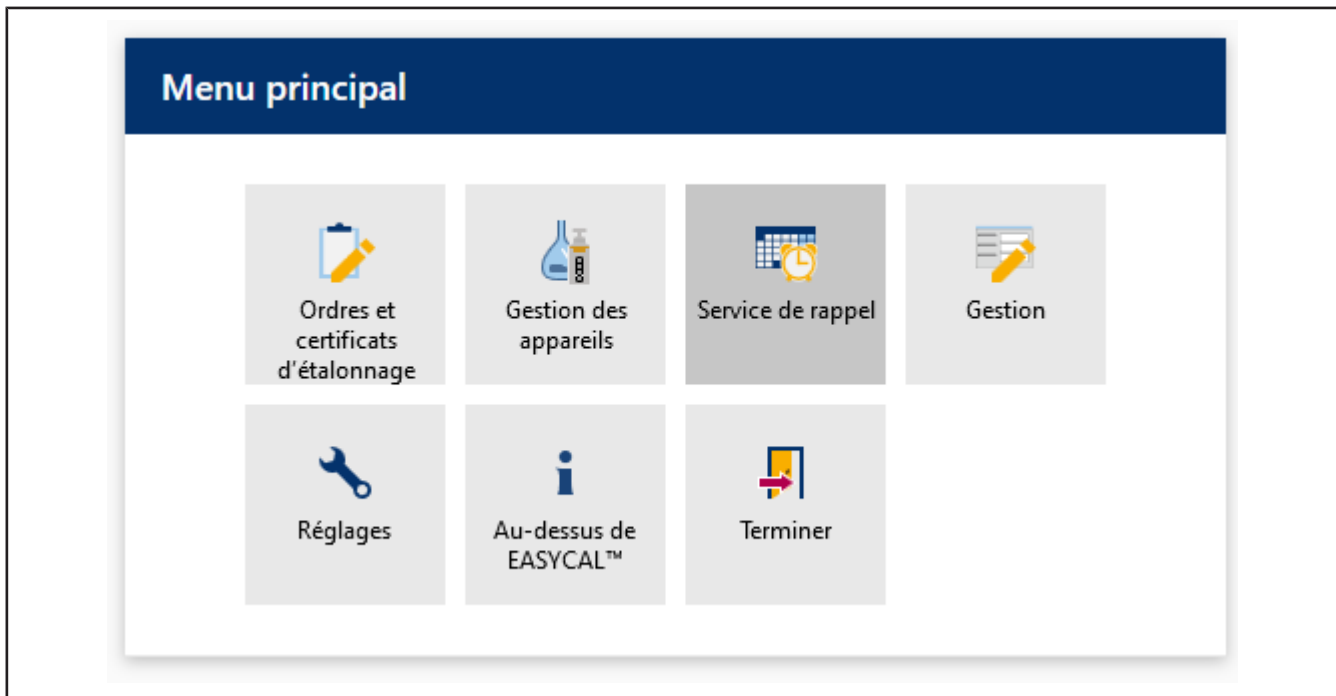 Menu principal
Ordres et
certificats
d'étalonnage
Gestion des
appareils
Service de rappel
Gestion
Réglages
Au-dessus de
EASYCAL™
Terminer